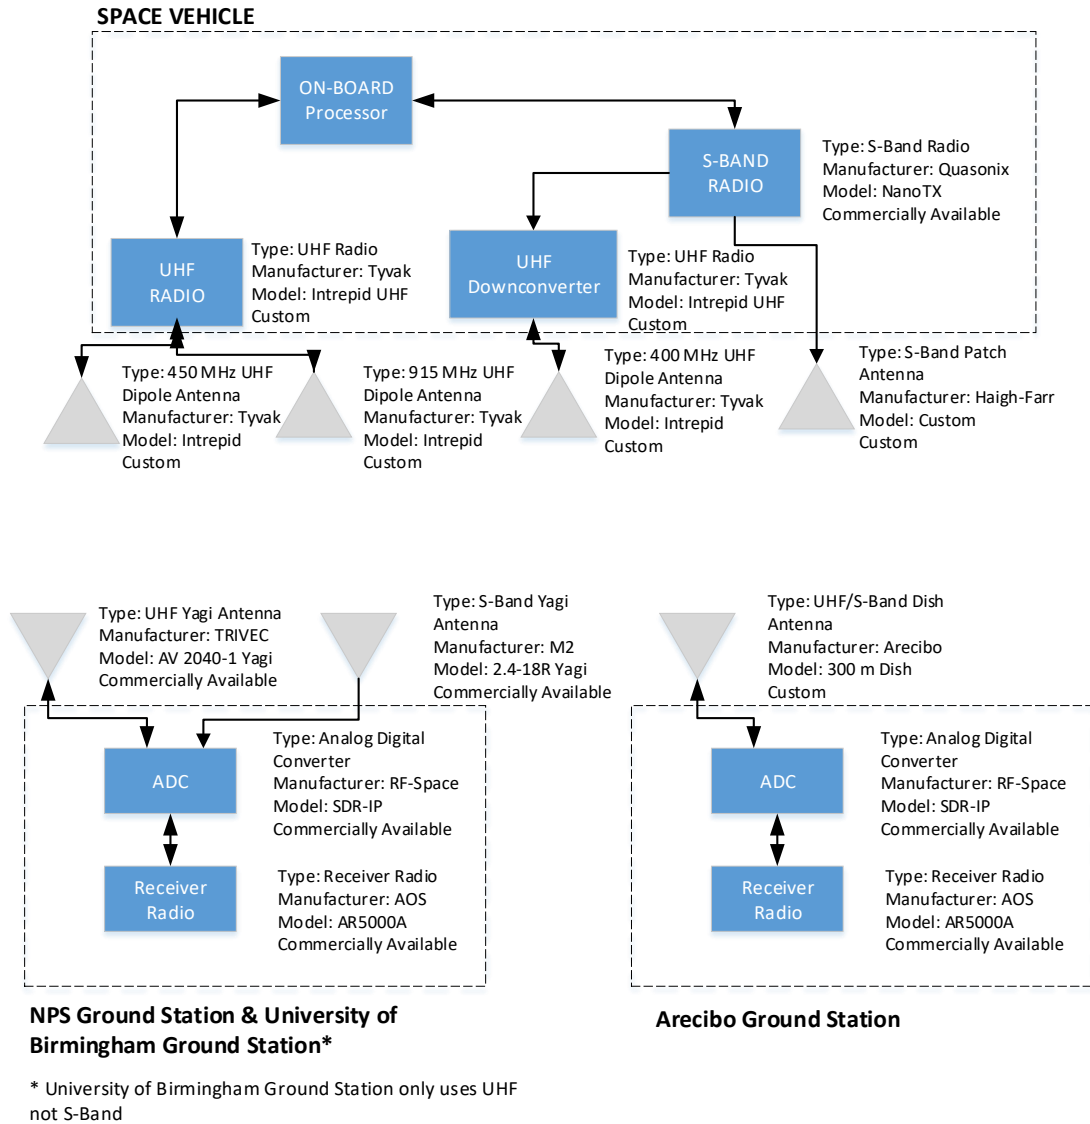 SPACE VEHICLE
ON-BOARD
Processor
S-BAND
RADIO
Type: S-Band Radio
Manufacturer: Quasonix
Model: NanoTX
Commercially Available
UHF
RADIO
Type: UHF Radio
Manufacturer: Tyvak
Model: Intrepid UHF
Custom
UHF
Downconverter
Type: UHF Radio
Manufacturer: Tyvak
Model: Intrepid UHF
Custom
Type: 450 MHz UHF
Dipole Antenna
Manufacturer: Tyvak
Model: Intrepid
Custom
Type: 915 MHz UHF
Dipole Antenna
Manufacturer: Tyvak
Model: Intrepid
Custom
Type: 400 MHz UHF
Dipole Antenna
Manufacturer: Tyvak
Model: Intrepid
Custom
Type: S-Band Patch
Antenna
Manufacturer: Haigh-Farr
Model: Custom
Custom
Type: UHF Yagi Antenna
Manufacturer: TRIVEC
Model: AV 2040-1 Yagi
Commercially Available
Type: S-Band Yagi
Antenna
Manufacturer: M2
Model: 2.4-18R Yagi
Commercially Available
ADC
Type: Analog Digital
Converter
Manufacturer: RF-Space
Model: SDR-IP
Commercially Available
Receiver
Radio
Type: Receiver Radio
Manufacturer: AOS
Model: AR5000A
Commercially Available
NPS Ground Station & University of
Birmingham Ground Station*
* University of Birmingham Ground Station only uses UHF
not S-Band
Type: UHF/S-Band Dish
Antenna
Manufacturer: Arecibo
Model: 300 m Dish
Custom
ADC
Type: Analog Digital
Converter
Manufacturer: RF-Space
Model: SDR-IP
Commercially Available
Receiver
Radio
Type: Receiver Radio
Manufacturer: AOS
Model: AR5000A
Commercially Available
Arecibo Ground Station